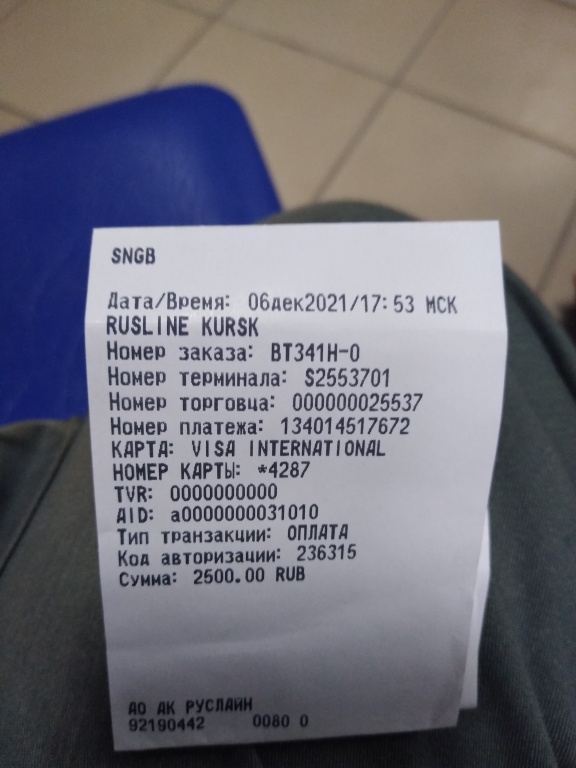 SNGB
Дата/Время: 06дек2021/17:53 МСК
RUSLINE KURSK
Номер заказа: BT341H-0
Номер терминала: S2553701
Номер торговца: 000000025537
Номер платежа: 134014517672
КАРТА: VISA INTERNATIONAL
НОМЕР КАРТЫ: *4287
TVR: 0000000000
AID: a0000000031010
Тип транзакции: ОПЛАТА
Код авторизации: 236315
Сумма: 2500.00 RUB
АО АК РУСЛАЙН
92190442 0080 0